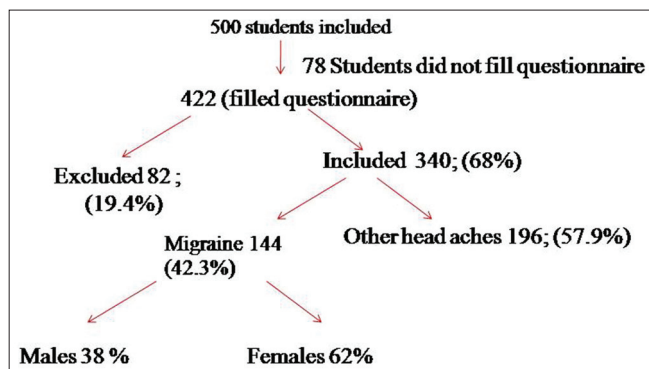 500 students included
78 Students did not fill questionnaire
422 (filled questionnaire)
Excluded 82 ;
(19.4%)
Included 340; (68%)
Migraine 144
(42.3%)
Other head aches 196; (57.9%)
Males 38 %
Females 62%